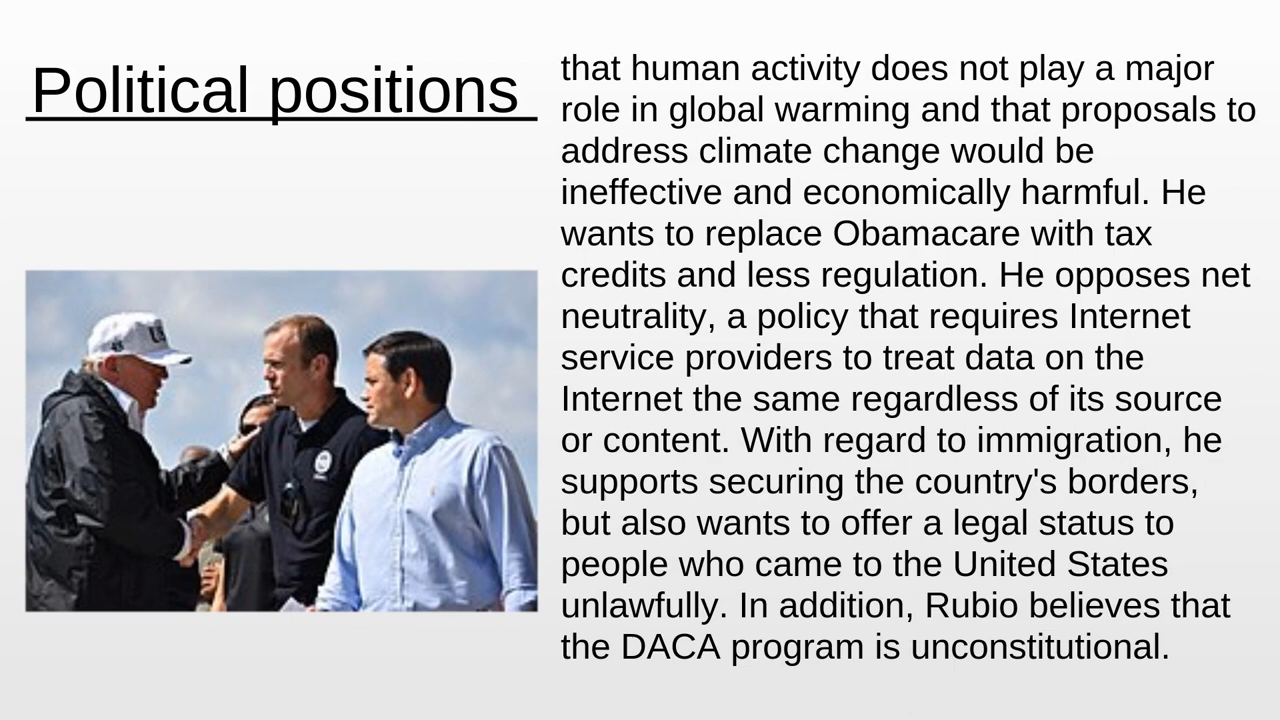 Political positions
that human activity does not play a major
role in global warming and that proposals to
address climate change would be
ineffective and economically harmful. He
wants to replace Obamacare with tax
credits and less regulation. He opposes net
neutrality, a policy that requires Internet
service providers to treat data on the
Internet the same regardless of its source
or content. With regard to immigration, he
supports securing the country's borders,
but also wants to offer a legal status to
people who came to the United States
unlawfully. In addition, Rubio believes that
the DACA program is unconstitutional.